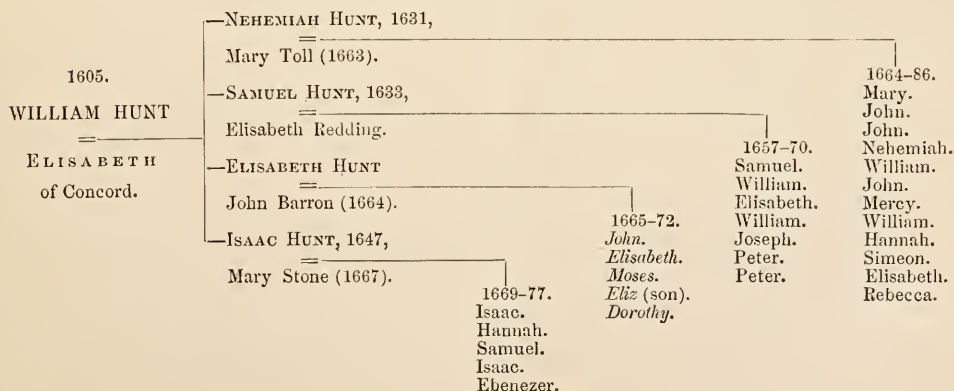 1605.
WILLIAM HUNT
=
ELISABETH
of Concord.
—NEHEMIAH HUNT, 1631,
=
Mary Toll (1663).
—SAMUEL HUNT, 1633,
=
Elisabeth Redding.
—ELISABETH HUNT
=
John Barron (1664).
—ISAAC HUNT, 1647,
=
Mary Stone (1667).
1669–77.
Isaac.
Hannah.
Samuel.
Isaac.
Ebenezer.
1665–72.
John.
Elisabeth.
Moses.
Eliz (son).
Dorothy.
1657–70.
Samuel.
William.
Elisabeth.
William.
Joseph.
Peter.
Peter.
1664–86.
Mary.
John.
John.
Nehemiah.
William.
John.
Mercy.
William.
Hannah.
Simeon.
Elisabeth.
Rebecca.